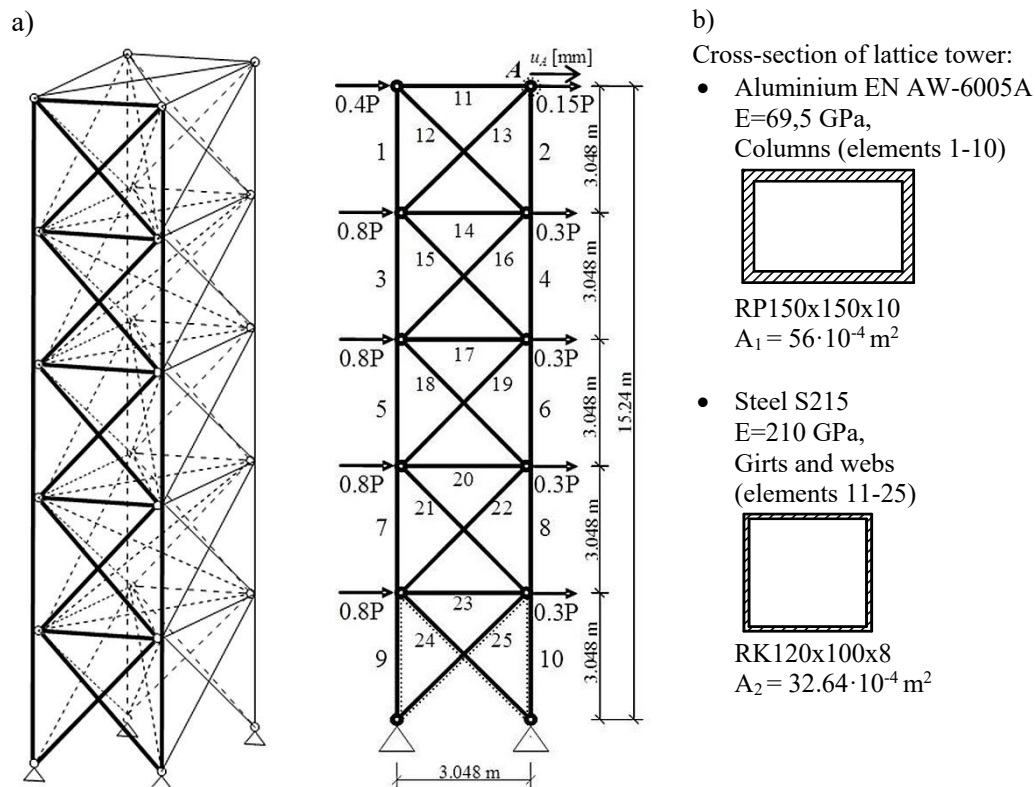 a)
A u_A [mm]
0.4P 11 0.15P
12 13
1 2 3.048 m
0.8P 14 0.3P
15 16
3 4 3.048 m
0.8P 17 0.3P
18 19
5 6 3.048 m
15.24 m
0.8P 20 0.3P
21 22
7 8 3.048 m
0.8P 23 0.3P
24 25
9 10 3.048 m
3.048 m
b)
Cross-section of lattice tower:
• Aluminium EN AW-6005A
E=69,5 GPa,
Columns (elements 1-10)
RP150x150x10
A₁ = 56·10⁻⁴ m²
• Steel S215
E=210 GPa,
Girts and webs
(elements 11-25)
RK120x100x8
A₂ = 32.64·10⁻⁴ m²